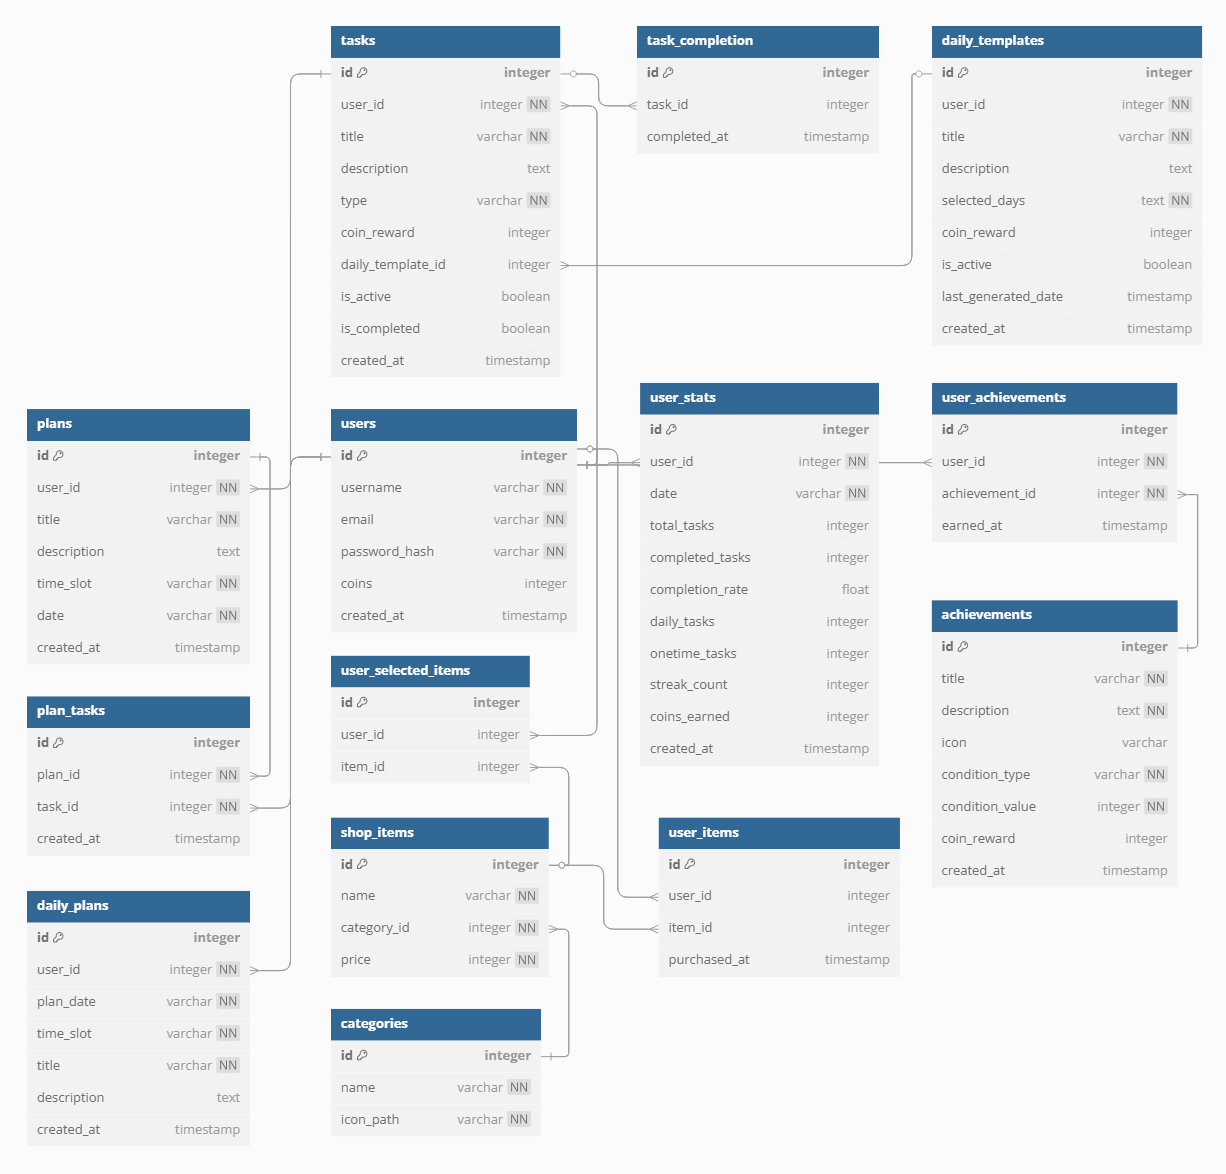 tasks
id integer
user_id integer NN
title varchar NN
description text
type varchar NN
coin_reward integer
daily_template_id integer
is_active boolean
is_completed boolean
created_at timestamp
task_completion
id integer
task_id integer
completed_at timestamp
daily_templates
id integer
user_id integer NN
title varchar NN
description text
selected_days text NN
coin_reward integer
is_active boolean
last_generated_date timestamp
created_at timestamp
plans
id integer
user_id integer NN
title varchar NN
description text
time_slot varchar NN
date varchar NN
created_at timestamp
users
id integer
username varchar NN
email varchar NN
password_hash varchar NN
coins integer
created_at timestamp
user_stats
id integer
user_id integer NN
date varchar NN
total_tasks integer
completed_tasks integer
completion_rate float
daily_tasks integer
onetime_tasks integer
streak_count integer
coins_earned integer
created_at timestamp
user_achievements
id integer
user_id integer NN
achievement_id integer NN
earned_at timestamp
achievements
id integer
title varchar NN
description text NN
icon varchar
condition_type varchar NN
condition_value integer NN
coin_reward integer
created_at timestamp
user_selected_items
id integer
user_id integer
item_id integer
plan_tasks
id integer
plan_id integer NN
task_id integer NN
created_at timestamp
shop_items
id integer
name varchar NN
category_id integer NN
price integer NN
user_items
id integer
user_id integer
item_id integer
purchased_at timestamp
daily_plans
id integer
user_id integer NN
plan_date varchar NN
time_slot varchar NN
title varchar NN
description text
created_at timestamp
categories
id integer
name varchar NN
icon_path varchar NN